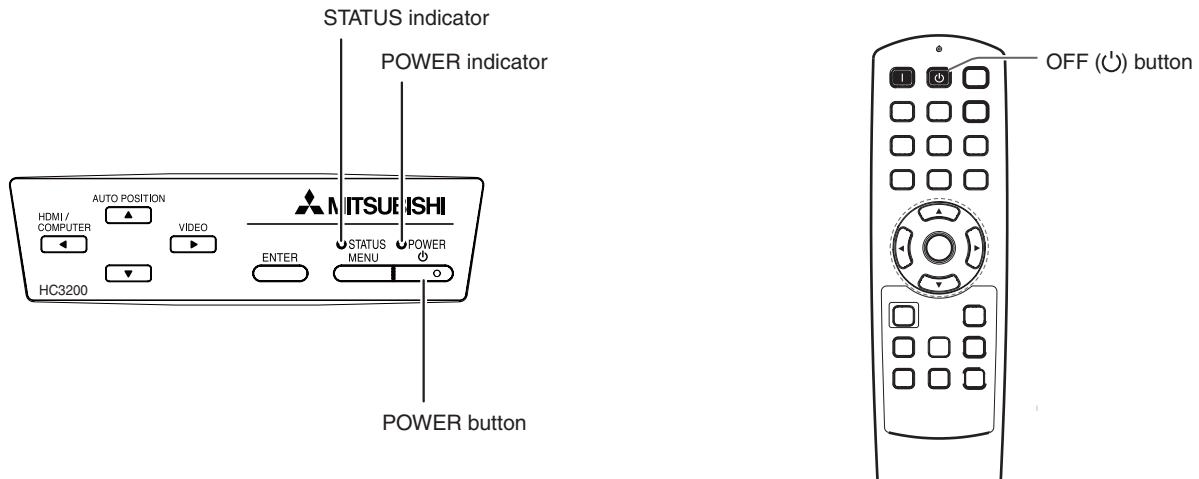 STATUS indicator
POWER indicator
OFF (⏻) button
AUTO POSITION
HDMI /
COMPUTER
VIDEO
MITSUBISHI
STATUS
POWER
ENTER
MENU
HC3200
POWER button